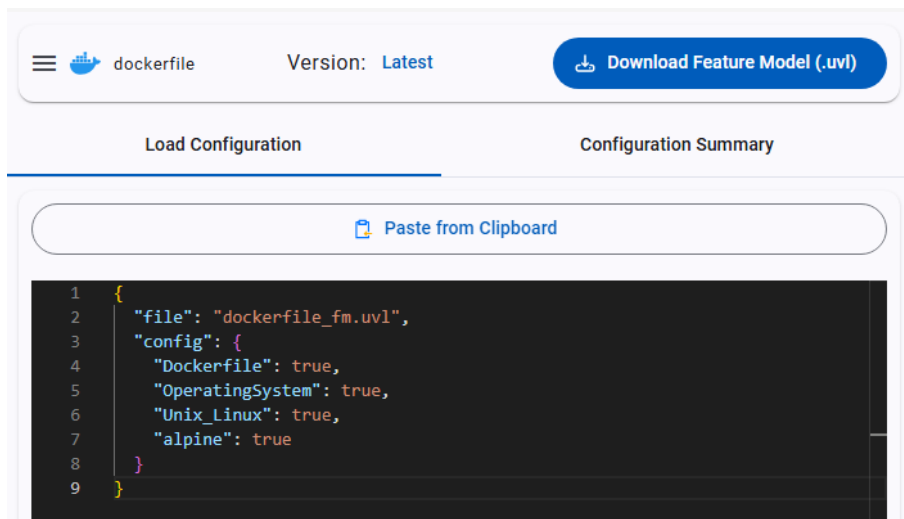 dockerfile Version: Latest Download Feature Model (.uvl)
Load Configuration Configuration Summary
Paste from Clipboard
1 {
2 "file": "dockerfile_fm.uvl",
3 "config": {
4 "Dockerfile": true,
5 "OperatingSystem": true,
6 "Unix_Linux": true,
7 "alpine": true
8 }
9 }